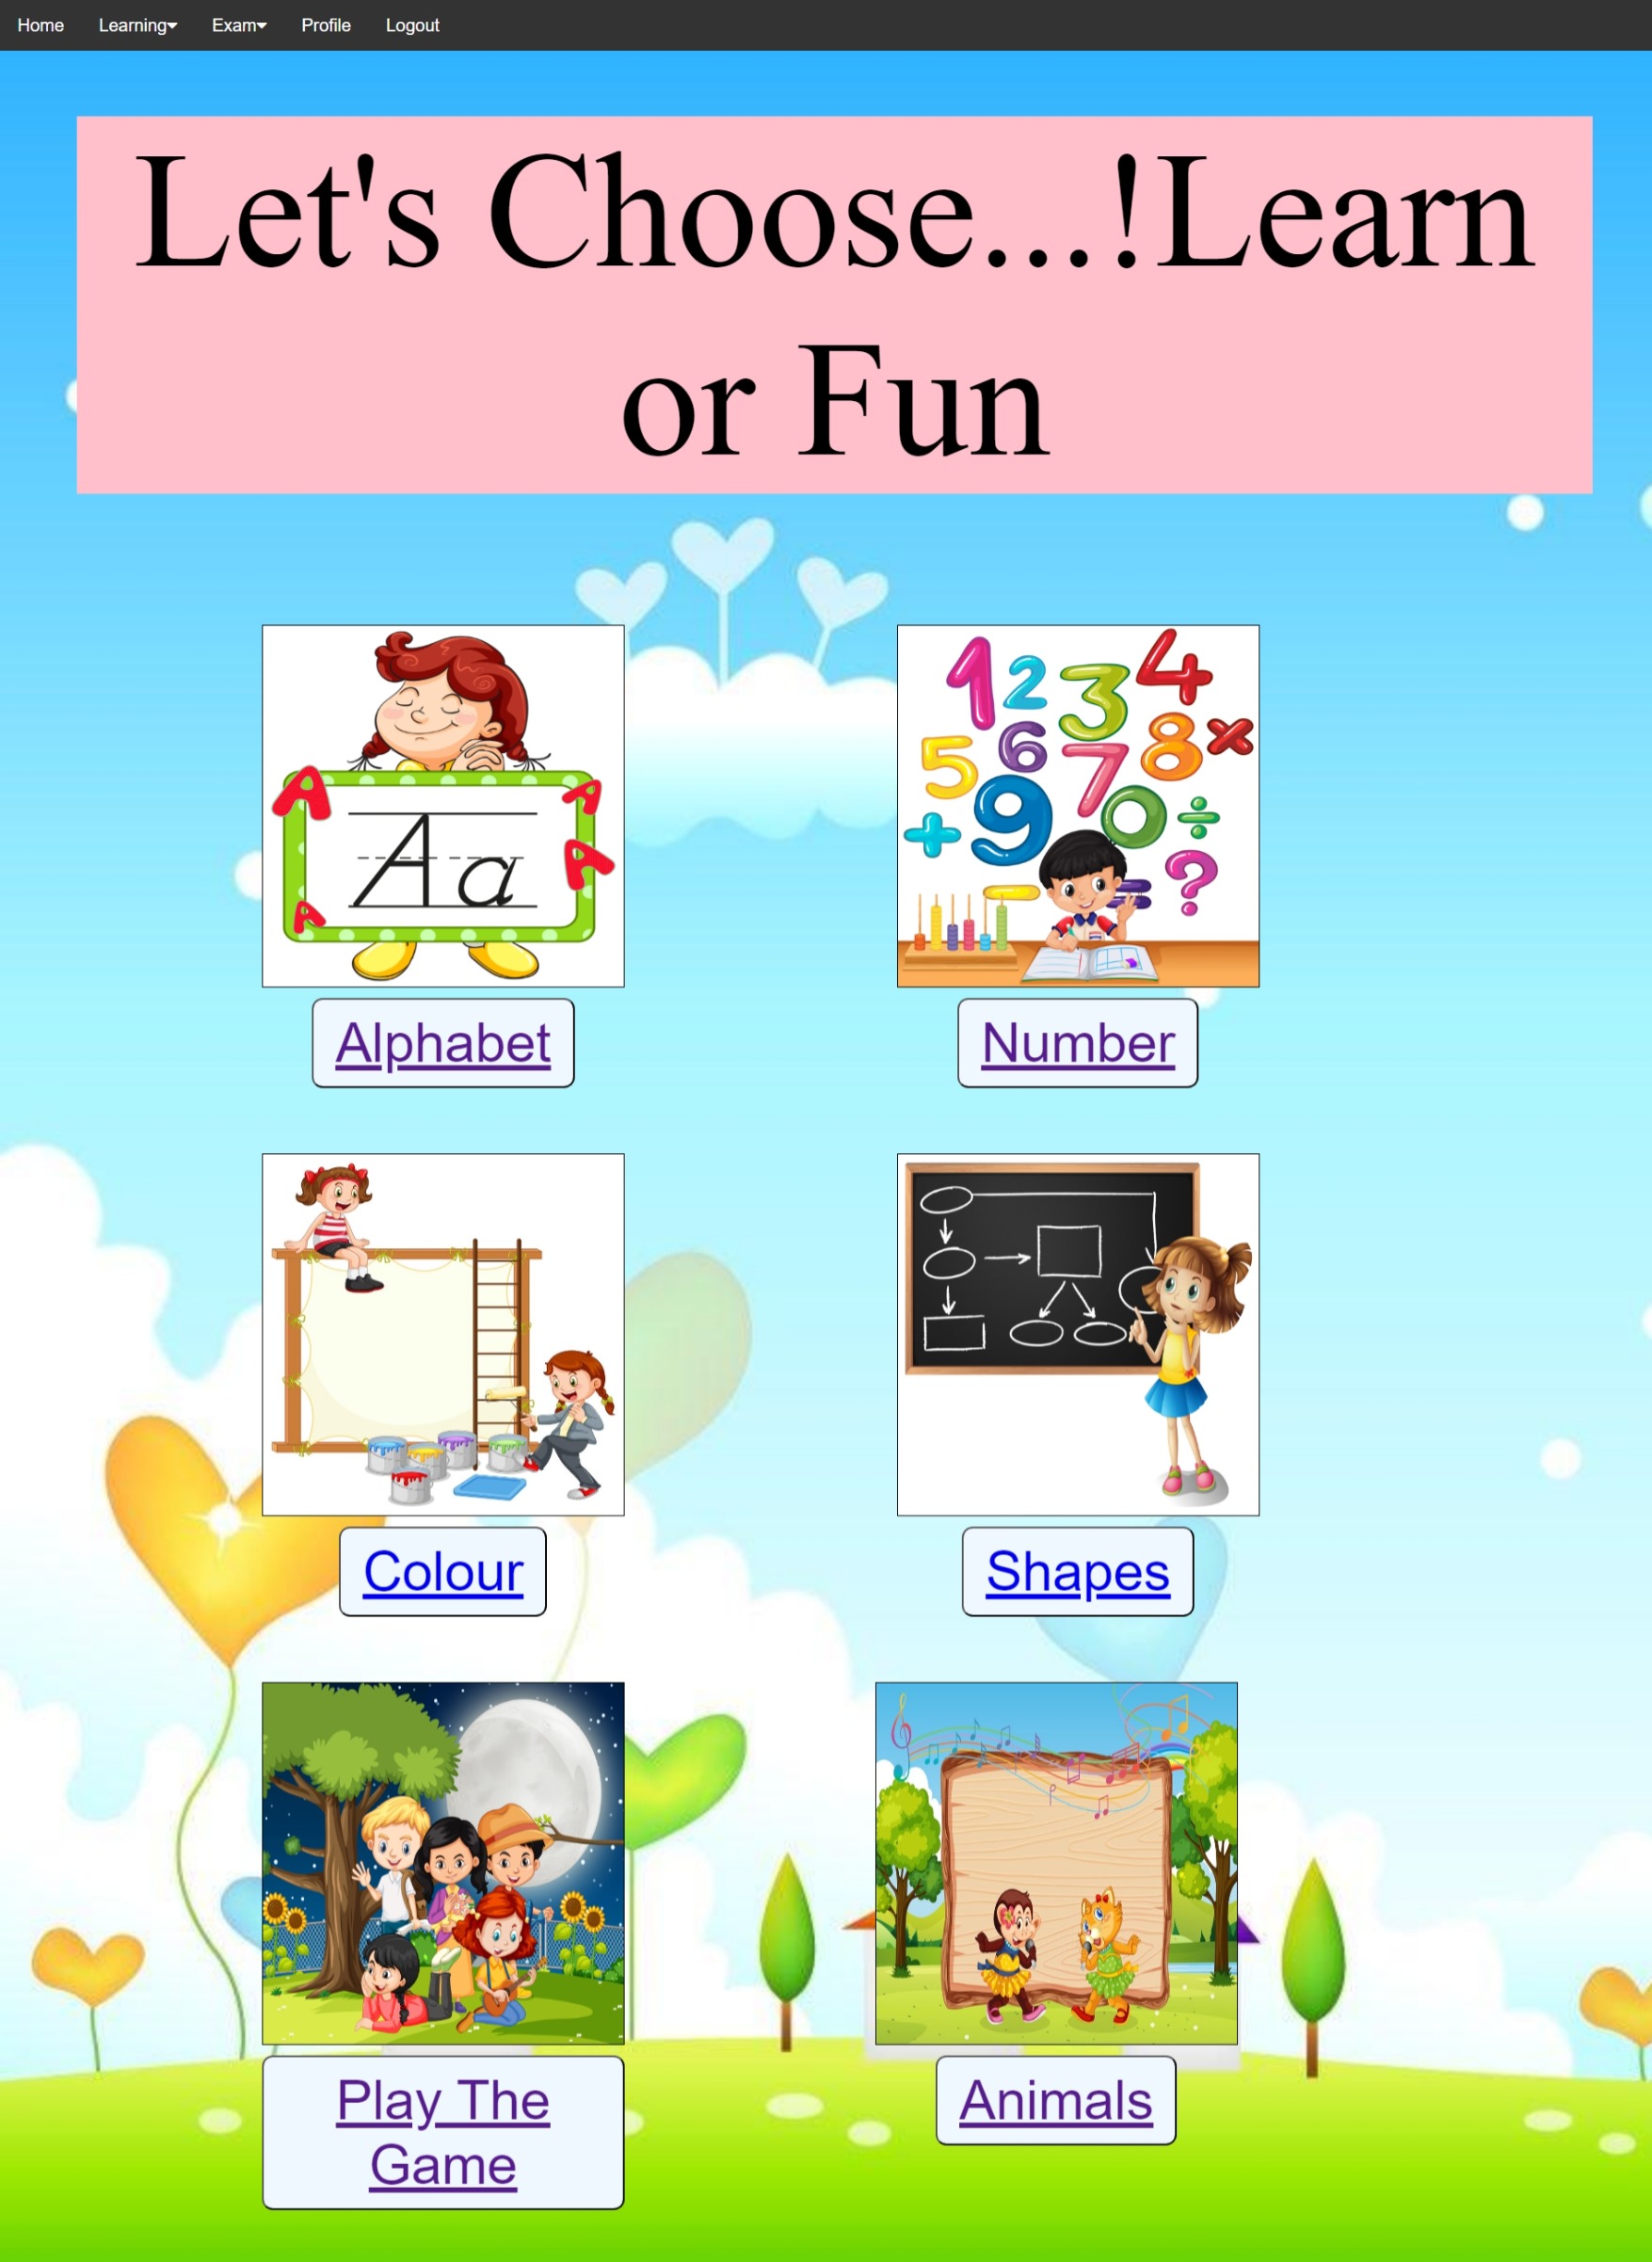 Home Learning Exam Profile Logout
Let's Choose...!Learn
or Fun
A A
A
A
A a
1 2 3 4
5 6 7 8 ×
+ 9 0 ÷
- = ?
Alphabet Number
Colour Shapes
Play The
Game
Animals